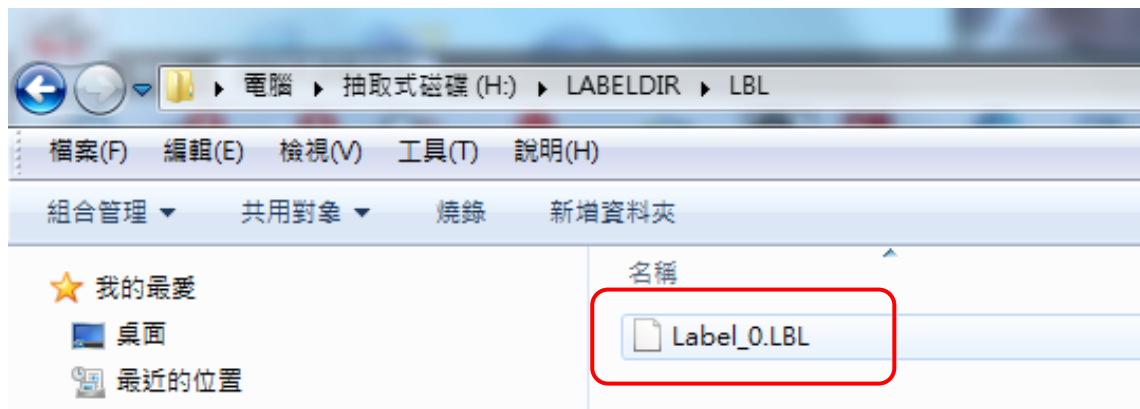 電腦 ▸ 抽取式磁碟 (H:) ▸ LABELDIR ▸ LBL
檔案(F) 編輯(E) 檢視(V) 工具(T) 說明(H)
組合管理 ▼ 共用對象 ▼ 燒錄 新增資料夾
我的最愛
名稱
桌面
Label_0.LBL
最近的位置